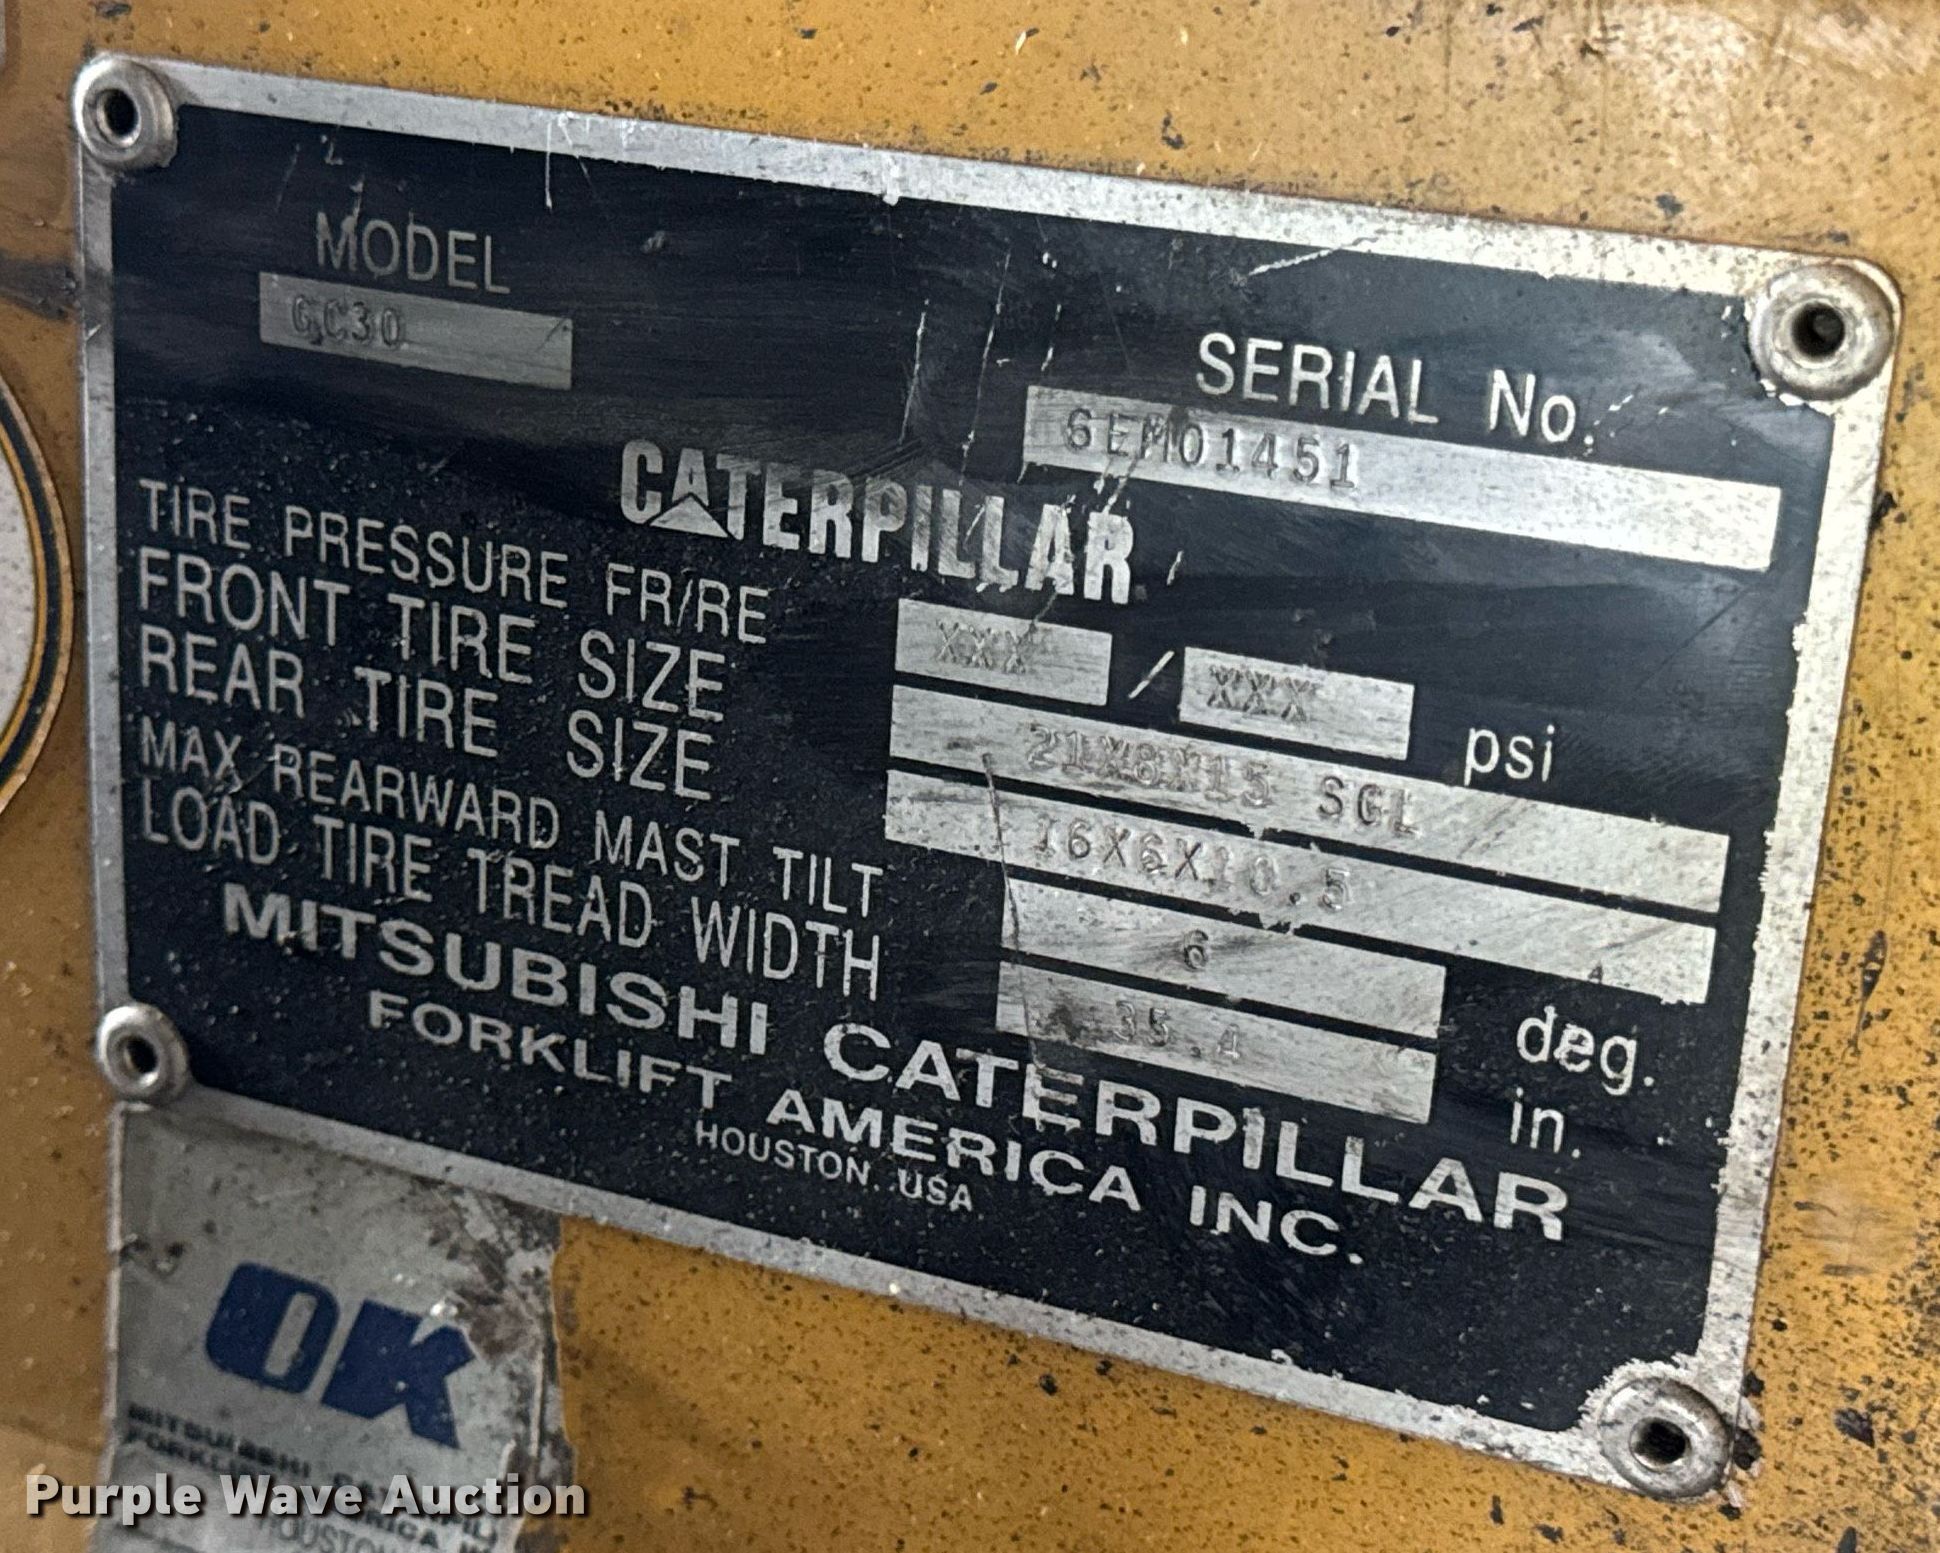 MODEL
GC30
SERIAL No.
6EM01451
CATERPILLAR
TIRE PRESSURE FR/RE XXX / XXX psi
FRONT TIRE SIZE 21X8X15 SGL
REAR TIRE SIZE 16X6X10.5
MAX REARWARD MAST TILT 6 deg.
LOAD TIRE TREAD WIDTH 35.4 in.
MITSUBISHI CATERPILLAR
FORKLIFT AMERICA INC.
HOUSTON, USA
OK
MITSUBISHI
Purple Wave Auction
HOUSTON